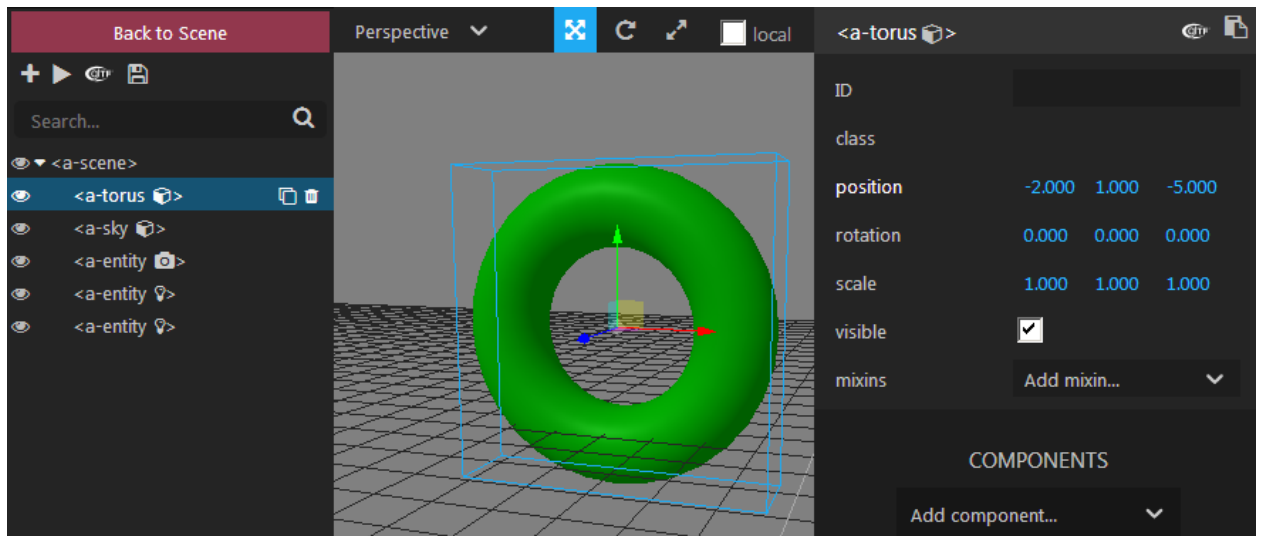 Back to Scene
glTF
Search...
<a-scene>
<a-torus>
<a-sky>
<a-entity>
<a-entity>
<a-entity>
Perspective
local
<a-torus>
glTF
ID
class
position -2.000 1.000 -5.000
rotation 0.000 0.000 0.000
scale 1.000 1.000 1.000
visible
mixins Add mixin...
COMPONENTS
Add component...